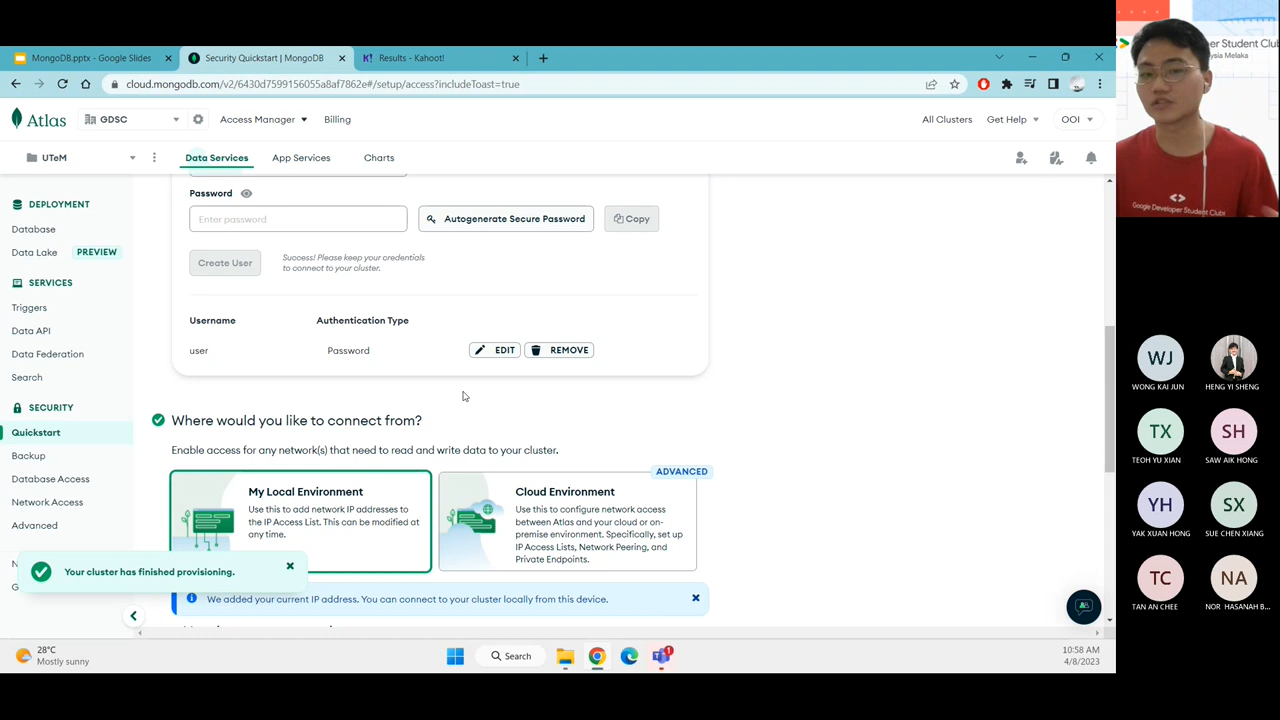 MongoDB.pptx - Google Slides
Security Quickstart | MongoDB
K! Results - Kahoot!
cloud.mongodb.com/v2/6430d7599156055a8af7862e#/setup/access?includeToast=true
Atlas
GDSC
Access Manager
Billing
All Clusters
Get Help
OOI
UTeM
Data Services
App Services
Charts
DEPLOYMENT
Database
Data Lake
PREVIEW
SERVICES
Triggers
Data API
Data Federation
Search
SECURITY
Quickstart
Backup
Database Access
Network Access
Advanced
Password
Enter password
Autogenerate Secure Password
Copy
Create User
Success! Please keep your credentials
to connect to your cluster.
Username
Authentication Type
user
Password
EDIT
REMOVE
Where would you like to connect from?
Enable access for any network(s) that need to read and write data to your cluster.
ADVANCED
My Local Environment
Use this to add network IP addresses to
the IP Access List. This can be modified at
any time.
Cloud Environment
Use this to configure network access
between Atlas and your cloud or on-
premise environment. Specifically, set up
IP Access Lists, Network Peering, and
Private Endpoints.
Your cluster has finished provisioning.
We added your current IP address. You can connect to your cluster locally from this device.
28°C
Mostly sunny
Search
1
10:58 AM
4/8/2023
er Student Club
ysia Melaka
Google Developer Student Clubs
WJ
WONG KAI JUN
HENG YI SHENG
TX
TEOH YU XIAN
SH
SAW AIK HONG
YH
YAK XUAN HONG
SX
SUE CHEN XIANG
TC
TAN AN CHEE
NA
NOR HASANAH B...